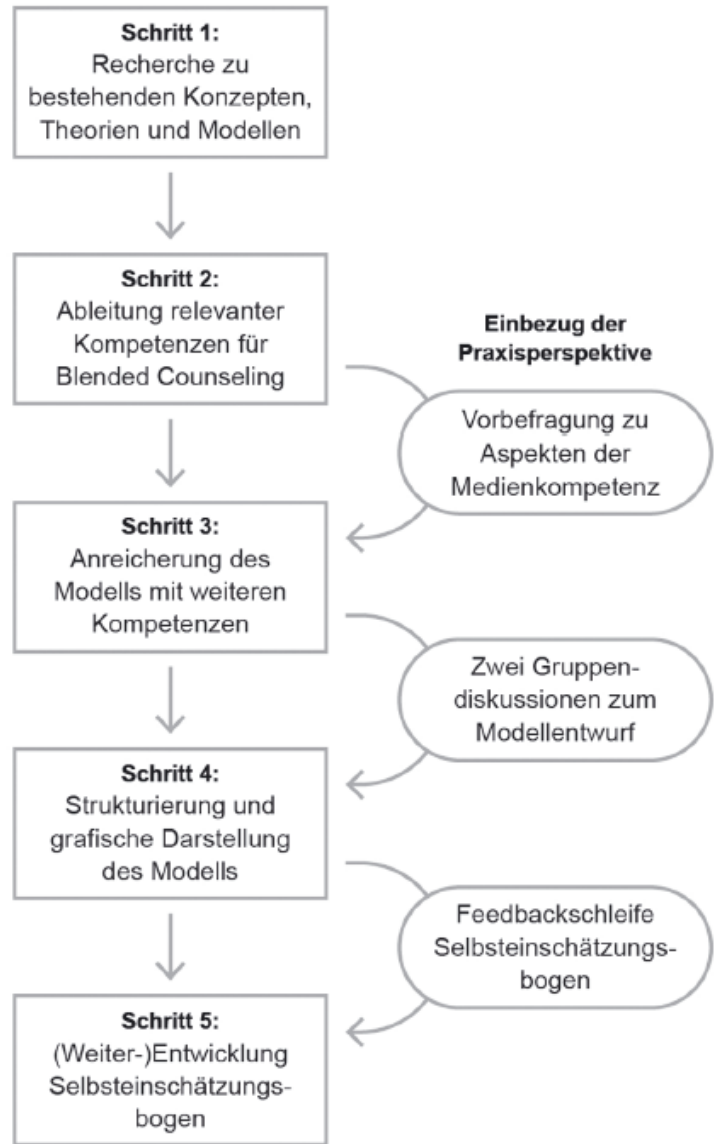 Schritt 1:
Recherche zu
bestehenden Konzepten,
Theorien und Modellen
Schritt 2:
Ableitung relevanter
Kompetenzen für
Blended Counseling
Einbezug der
Praxisperspektive
Vorbefragung zu
Aspekten der
Medienkompetenz
Schritt 3:
Anreicherung des
Modells mit weiteren
Kompetenzen
Zwei Gruppen-
diskussionen zum
Modellentwurf
Schritt 4:
Strukturierung und
grafische Darstellung
des Modells
Feedbackschleife
Selbsteinschätzungs-
bogen
Schritt 5:
(Weiter-)Entwicklung
Selbsteinschätzungs-
bogen